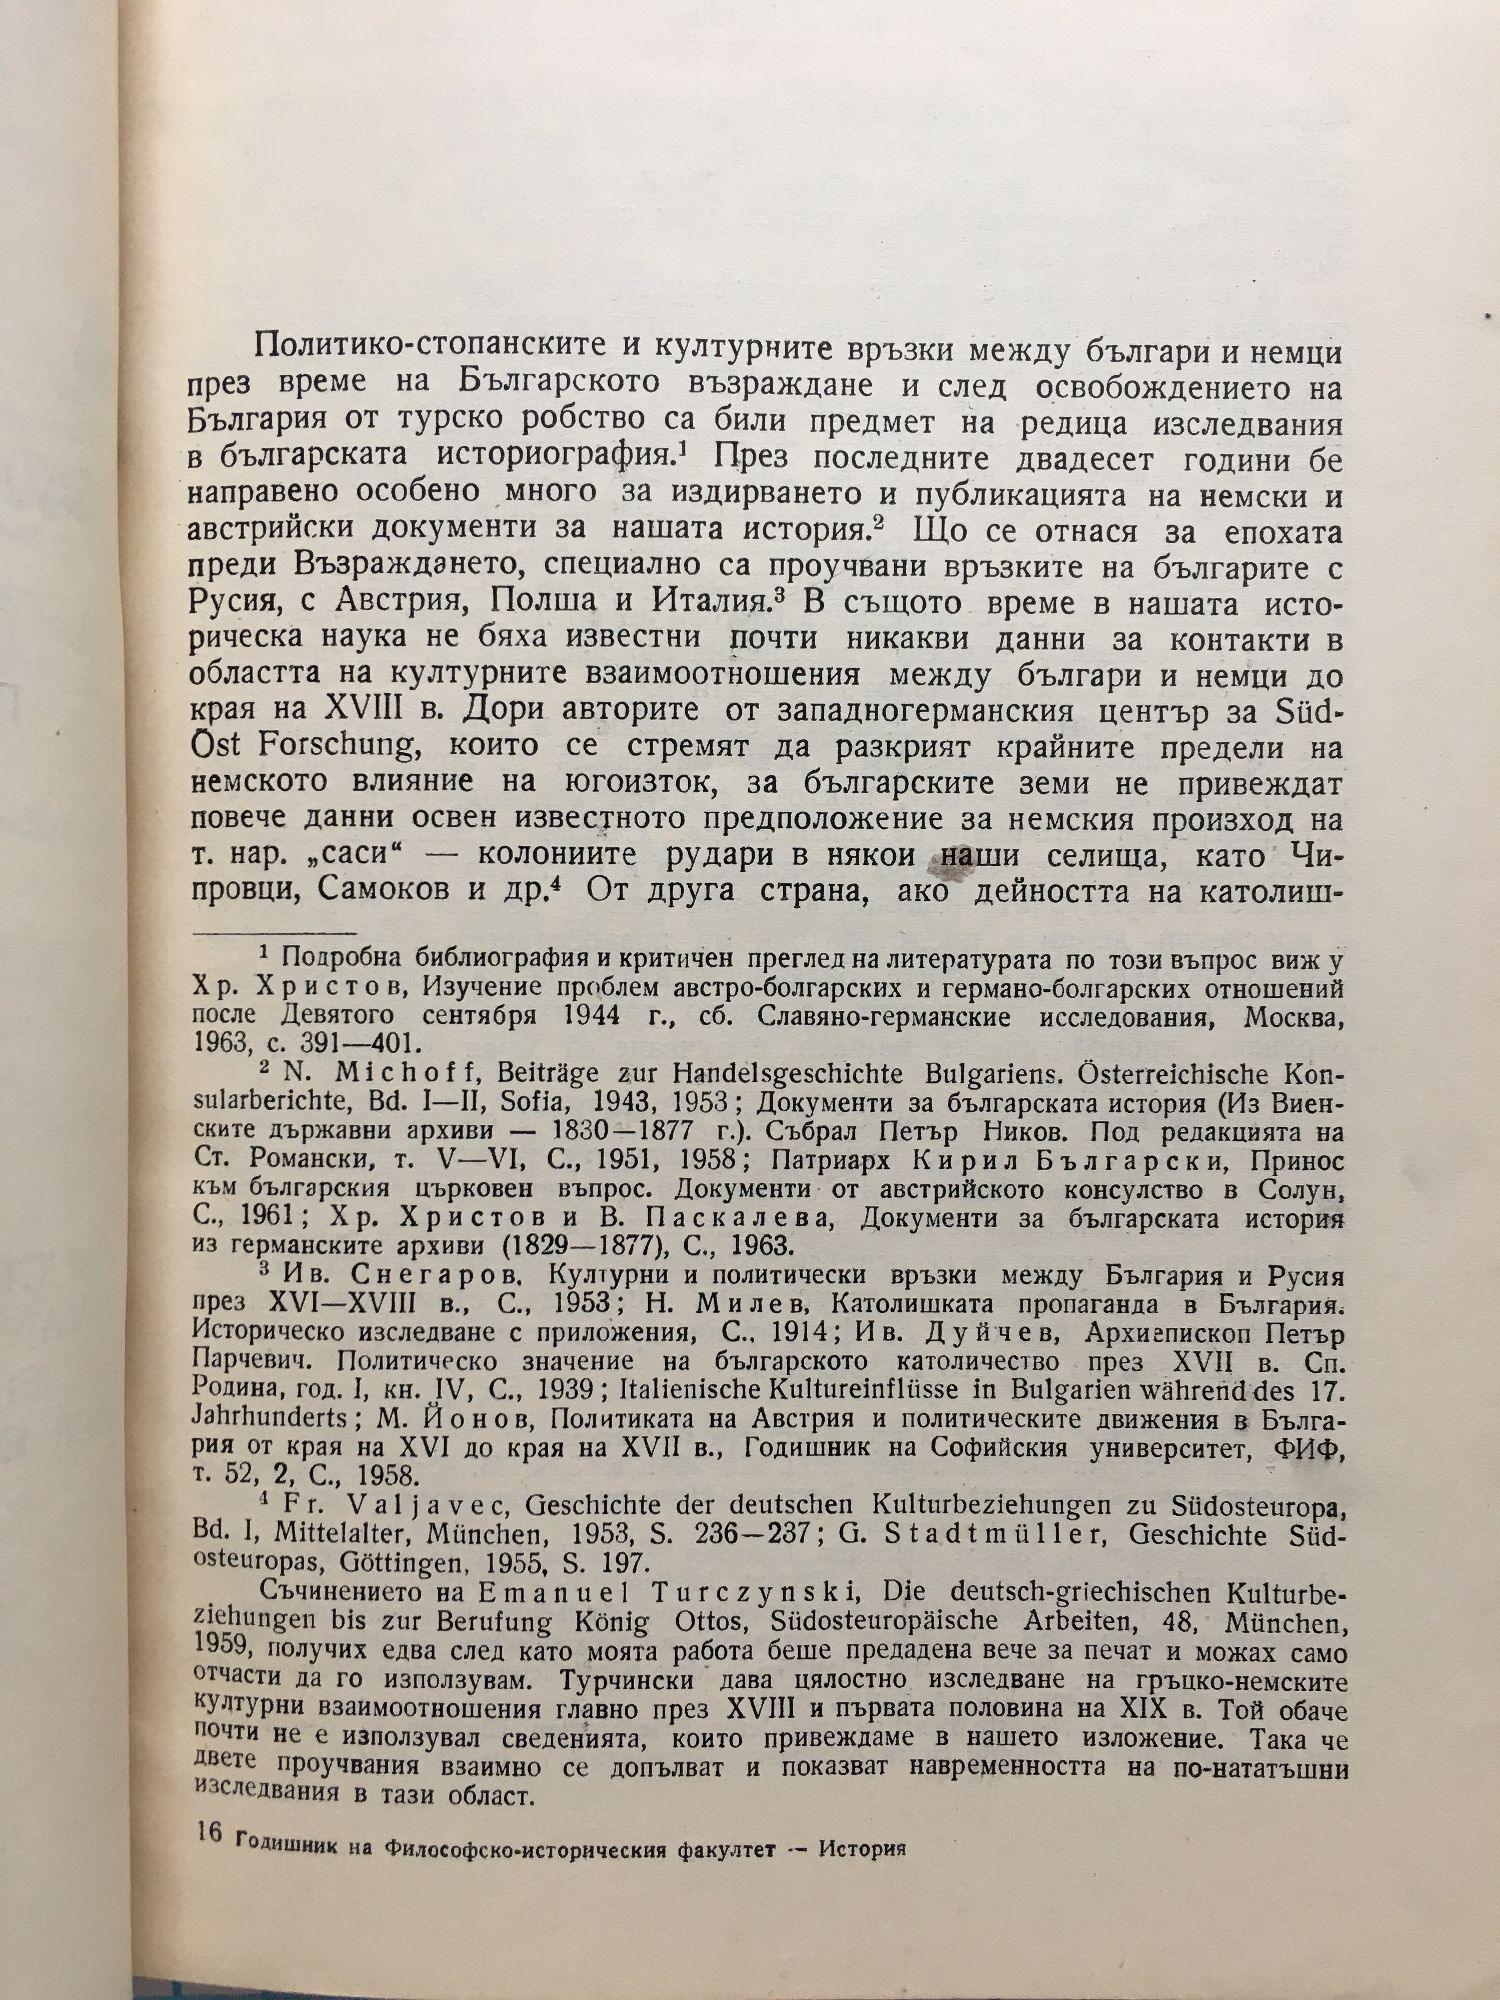 Политико-стопанските и културните връзки между българи и немци
през време на Българското възраждане и след освобождението на
България от турско робство са били предмет на редица изследвания
в българската историография.¹ През последните двадесет години бе
направено особено много за издирването и публикацията на немски и
австрийски документи за нашата история.² Що се отнася за епохата
преди Възраждането, специално са проучвани връзките на българите с
Русия, с Австрия, Полша и Италия.³ В същото време в нашата исто-
рическа наука не бяха известни почти никакви данни за контакти в
областта на културните взаимоотношения между българи и немци до
края на XVIII в. Дори авторите от западногерманския център за Süd-
Ost Forschung, които се стремят да разкрият крайните предели на
немското влияние на югоизток, за българските земи не привеждат
повече данни освен известното предположение за немския произход на
т. нар. „саси“ — колониите рудари в някои наши селища, като Чи-
провци, Самоков и др.⁴ От друга страна, ако дейността на католиш-
¹ Подробна библиография и критичен преглед на литературата по този въпрос виж у
Хр. Христов, Изучение проблем австро-болгарских и германо-болгарских отношений
после Девятого сентября 1944 г., сб. Славяно-германские исследования, Москва,
1963, с. 391—401.
² N. Michoff, Beiträge zur Handelsgeschichte Bulgariens. Österreichische Kon-
sularberichte, Bd. I—II, Sofia, 1943, 1953; Документи за българската история (Из Виен-
ските държавни архиви — 1830—1877 г.). Събрал Петър Ников. Под редакцията на
Ст. Романски, т. V—VI, С., 1951, 1958; Патриарх Кирил Български, Принос
към българския църковен въпрос. Документи от австрийското консулство в Солун,
С., 1961; Хр. Христов и В. Паскалева, Документи за българската история
из германските архиви (1829—1877), С., 1963.
³ Ив. Снегаров, Културни и политически връзки между България и Русия
през XVI—XVIII в., С., 1953; Н. Милев, Католишката пропаганда в България.
Историческо изследване с приложения, С., 1914; Ив. Дуйчев, Архиепископ Петър
Парчевич. Политическо значение на българското католичество през XVII в. Сп.
Родина, год. I, кн. IV, С., 1939; Italienische Kultureinflüsse in Bulgarien während des 17.
Jahrhunderts; М. Йонов, Политиката на Австрия и политическите движения в Бълга-
рия от края на XVI до края на XVII в., Годишник на Софийския университет, ФИФ,
т. 52, 2, С., 1958.
⁴ Fr. Valjavec, Geschichte der deutschen Kulturbeziehungen zu Südosteuropa,
Bd. I, Mittelalter, München, 1953, S. 236—237; G. Stadtmüller, Geschichte Süd-
osteuropas, Göttingen, 1955, S. 197.
Съчинението на Emanuel Turczynski, Die deutsch-griechischen Kulturbe-
ziehungen bis zur Berufung König Ottos, Südosteuropäische Arbeiten, 48, München,
1959, получих едва след като моята работа беше предадена вече за печат и можах само
отчасти да го използувам. Турчински дава цялостно изследване на гръцко-немските
културни взаимоотношения главно през XVIII и първата половина на XIX в. Той обаче
почти не е използувал сведенията, които привеждаме в нашето изложение. Така че
двете проучвания взаимно се допълват и показват навременността на по-нататъшни
изследвания в тази област.
16 Годишник на Философско-историческия факултет — История